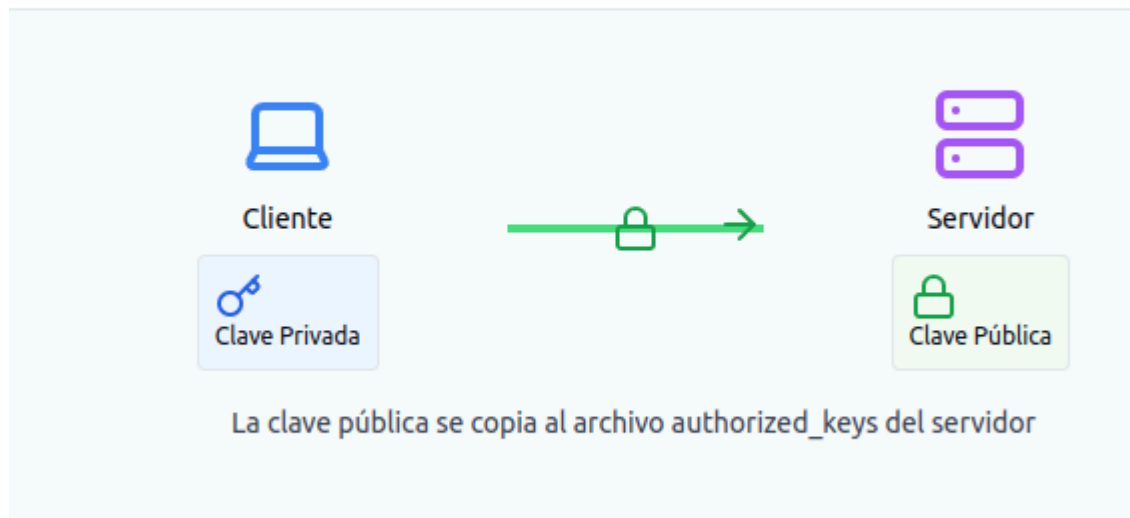 Cliente
Servidor
Clave Privada
Clave Pública
La clave pública se copia al archivo authorized_keys del servidor